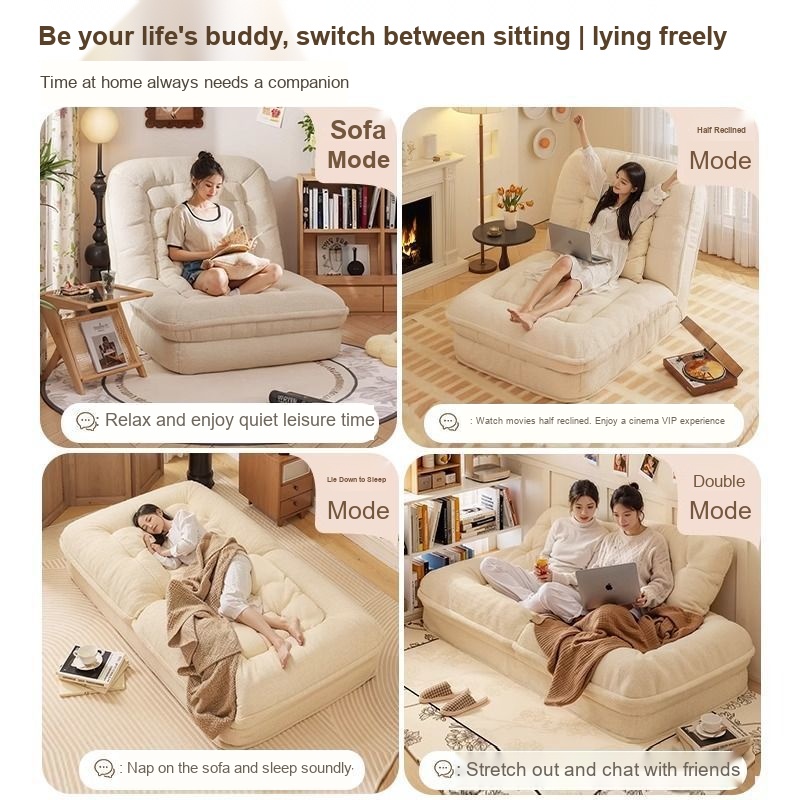 Be your life's buddy, switch between sitting | lying freely
Time at home always needs a companion
Sofa
Mode
Half Reclined
Mode
: Relax and enjoy quiet leisure time
: Watch movies half reclined. Enjoy a cinema VIP experience
Lie Down to Sleep
Mode
Double
Mode
: Nap on the sofa and sleep soundly·
: Stretch out and chat with friends